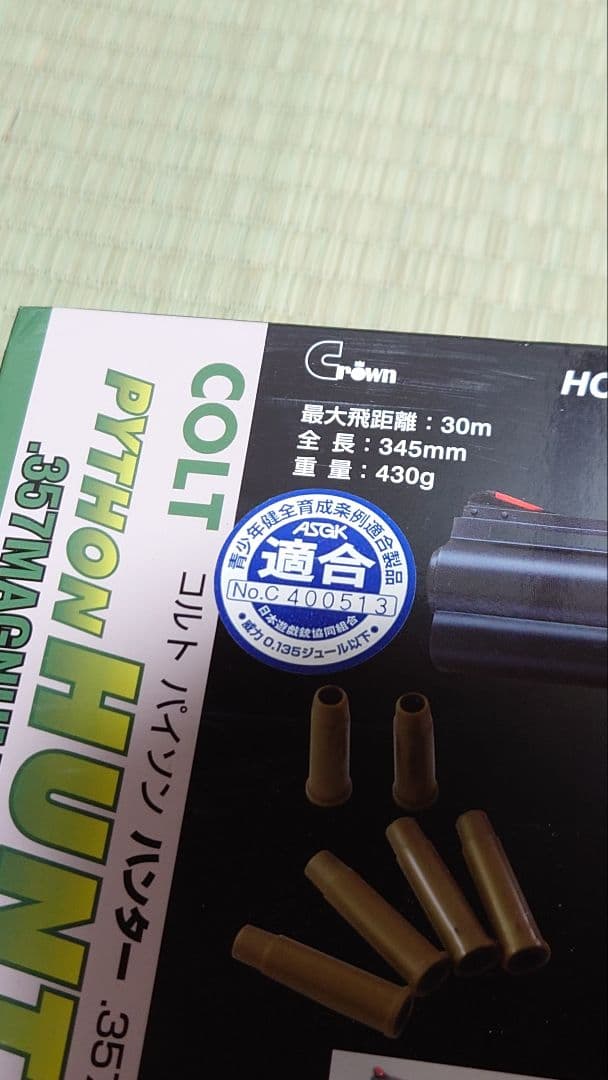 COLT
PYTHON HUNT
.357MAGNU
コルト パイソン ハンター .357
Crown
HO
最大飛距離：30m
全 長：345mm
重 量：430g
青少年健全育成条例適合製品
ASGK
適合
No.C 400513
日本遊戯銃協同組合
• 威力 0.135ジュール以下 •